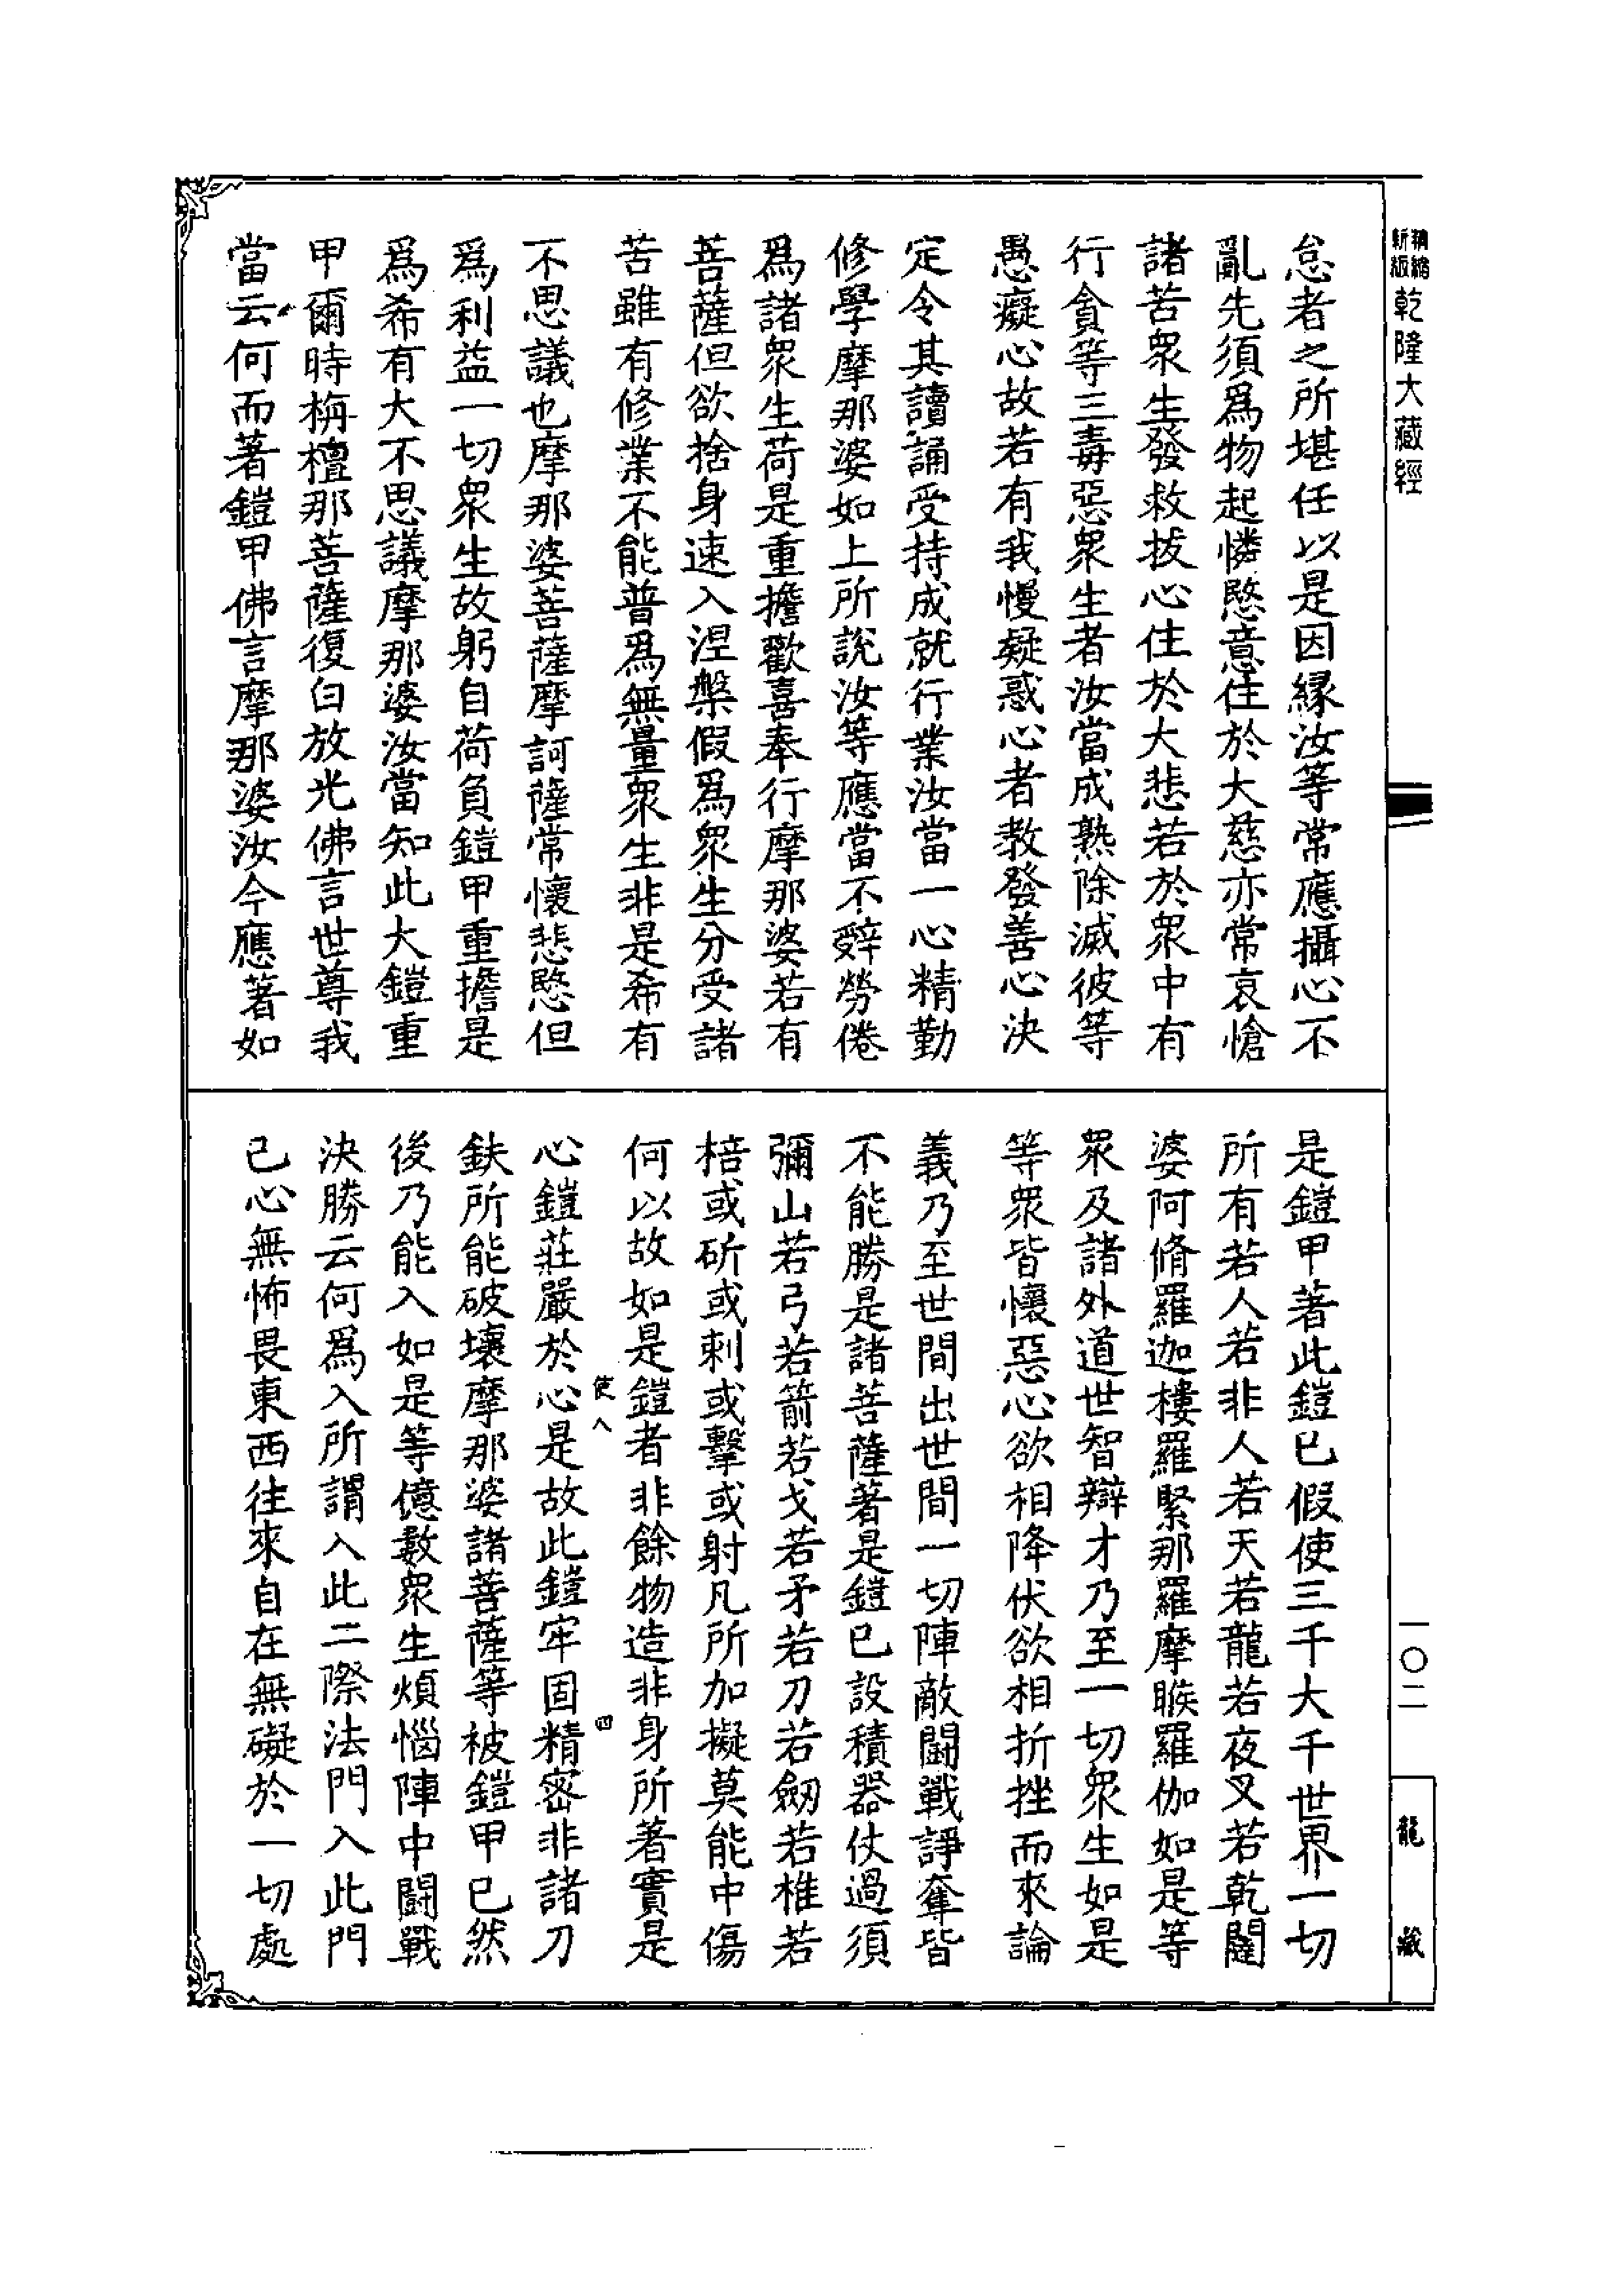 怠者之所堪任以是因緣汝等常應攝心不
亂先須爲物起憐愍意住於大慈亦常哀愴
諸苦衆生發救拔心住於大悲若於衆中有
行貪等三毒惡衆生者汝當成熟除滅彼等
愚癡心故若有我慢疑惑心者教發善心決
定令其讀誦受持成就行業汝當一心精勤
修學摩那婆如上所說汝等應當不辭勞倦
爲諸衆生荷是重擔歡喜奉行摩那婆若有
菩薩但欲捨身速入涅槃假爲衆生分受諸
苦雖有修業不能普爲無量衆生非是希有
不思議也摩那婆菩薩摩訶薩常懷悲愍但
爲利益一切衆生故躬自荷負鎧甲重擔是
爲希有大不思議摩那婆汝當知此大鎧重
甲爾時栴檀那菩薩復白放光佛言世尊我
當云何而著鎧甲佛言摩那婆汝今應著如
是鎧甲著此鎧已假使三千大千世界一切
所有若人若非人若天若龍若夜叉若乾闥
婆阿脩羅迦樓羅緊那羅摩睺羅伽如是等
衆及諸外道世智辯才乃至一切衆生如是
等衆皆懷惡心欲相降伏欲相折挫而來論
義乃至世間出世間一切陣敵鬬戰諍奪皆
不能勝是諸菩薩著是鎧已設積器仗過須
彌山若弓若箭若戈若矛若刀若劒若椎若
棓或斫或刺或擊或射凡所加擬莫能中傷
何以故如是鎧者非餘物造非身所著實是
使八
四
心鎧莊嚴於心是故此鎧牢固精密非諸刀
鈇所能破壞摩那婆諸菩薩等被鎧甲已然
後乃能入如是等億數衆生煩惱陣中鬬戰
決勝云何爲入所謂入此二際法門入此門
已心無怖畏東西往來自在無礙於一切處
新版
精縮
乾隆大藏經
一〇二
龍藏